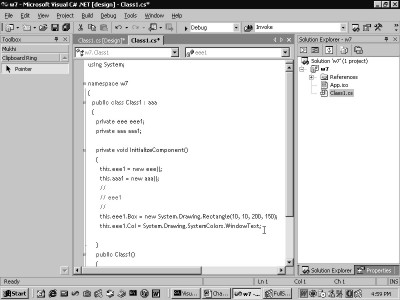 w7 - Microsoft Visual C# .NET [design] - Class1.cs*
File Edit View Project Build Debug Tools Window Help
Debug
Invoke
Toolbox
Mukhi
Clipboard Ring
Pointer
Class1.cs [Design]* Class1.cs*
w7.Class1 eee1
using System;
namespace w7
{
public class Class1 : aaa
{
private eee eee1;
private aaa aaa1;
private void InitializeComponent()
{
this.eee1 = new eee();
this.aaa1 = new aaa();
//
// eee1
//
this.eee1.Box = new System.Drawing.Rectangle(10, 10, 200, 150);
this.eee1.Col = System.Drawing.SystemColors.WindowText;
}
public Class1()
{
Solution Explorer - w7
Solution 'w7' (1 project)
w7
References
App.ico
Class1.cs
Solution Explorer Properties
Ready Ln 1 Col 1 Ch 1 INS
Start Visu... Cha... w7 -... FullS... 4:59 PM